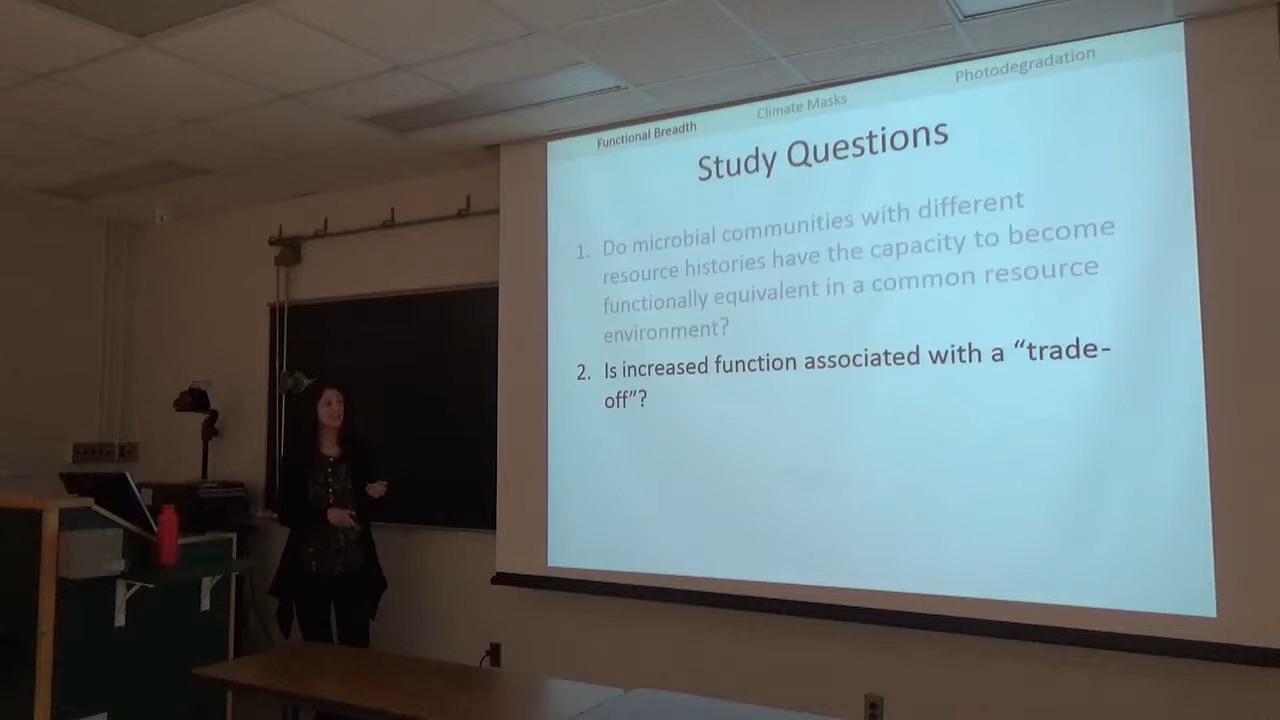 Functional Breadth
Climate Masks
Photodegradation
Study Questions
1. Do microbial communities with different
resource histories have the capacity to become
functionally equivalent in a common resource
environment?
2. Is increased function associated with a “trade-
off”?